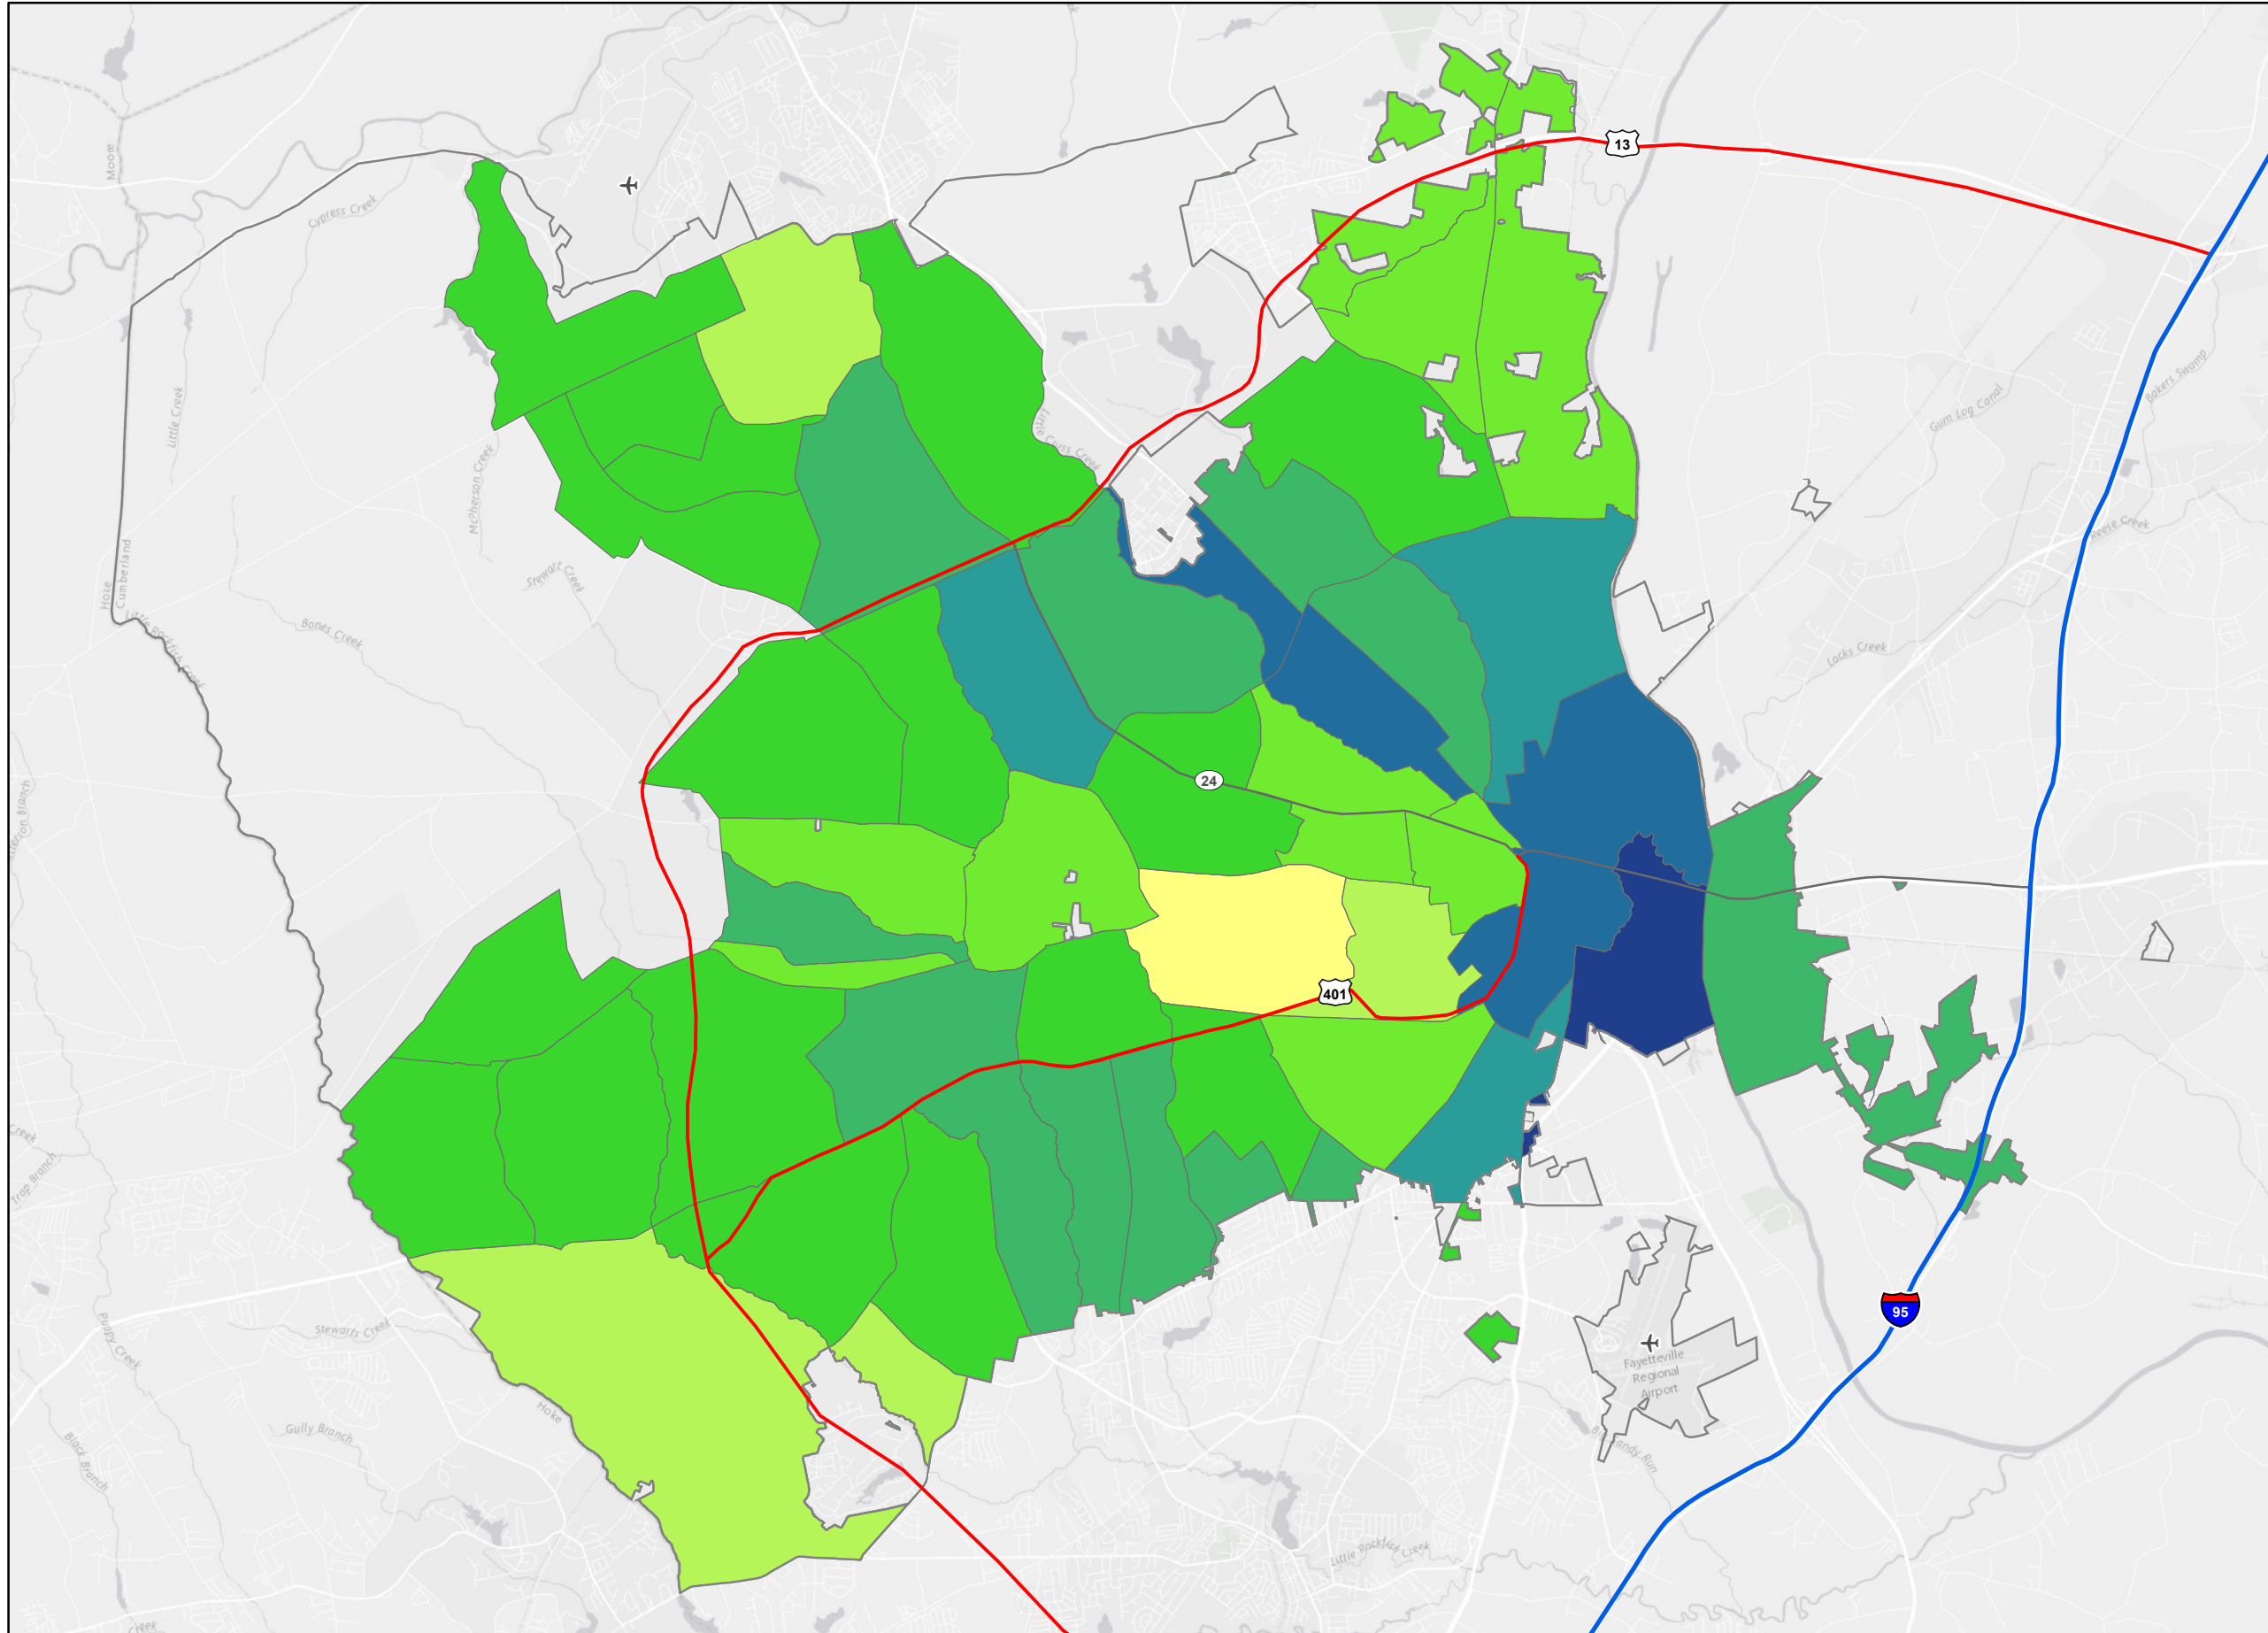 13
Moore
Cypress Creek
Little Creek
McPherson Creek
Little
Cross Creek
Bakers Swamp
Gum Log Canal
Reese Creek
Hoke
Cumberland
Stewart Creek
Little Rockfish Creek
Bones Creek
Locks Creek
24
401
Creek
Trap Branch
95
Puppy Creek
Stewarts Creek
Fayetteville
Regional
Airport
Hoke
Gully Branch
Black Branch
Little Rockfish Creek
Creek